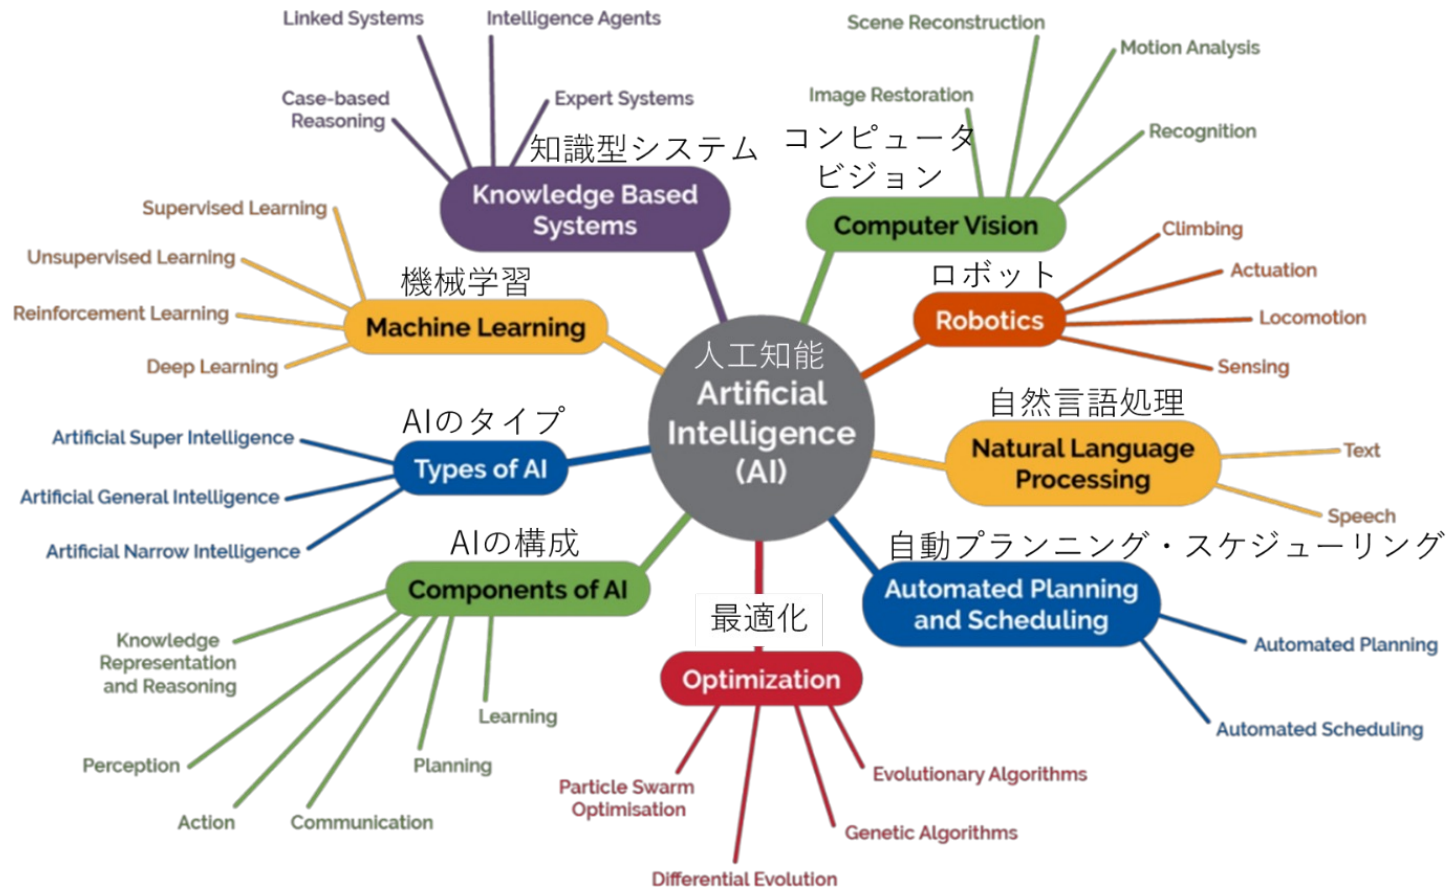 Linked Systems
Intelligence Agents
Case-based
Reasoning
Expert Systems
知識型システム
Knowledge Based
Systems
Scene Reconstruction
Motion Analysis
Image Restoration
Recognition
コンピュータ
ビジョン
Computer Vision
Supervised Learning
Unsupervised Learning
Reinforcement Learning
Deep Learning
機械学習
Machine Learning
Climbing
Actuation
Locomotion
Sensing
ロボット
Robotics
人工知能
Artificial
Intelligence
(AI)
Artificial Super Intelligence
Artificial General Intelligence
Artificial Narrow Intelligence
AIのタイプ
Types of AI
自然言語処理
Natural Language
Processing
Text
Speech
AIの構成
Components of AI
Knowledge
Representation
and Reasoning
Perception
Action
Communication
Planning
Learning
最適化
Optimization
Particle Swarm
Optimisation
Differential Evolution
Genetic Algorithms
Evolutionary Algorithms
自動プランニング・スケジューリング
Automated Planning
and Scheduling
Automated Planning
Automated Scheduling